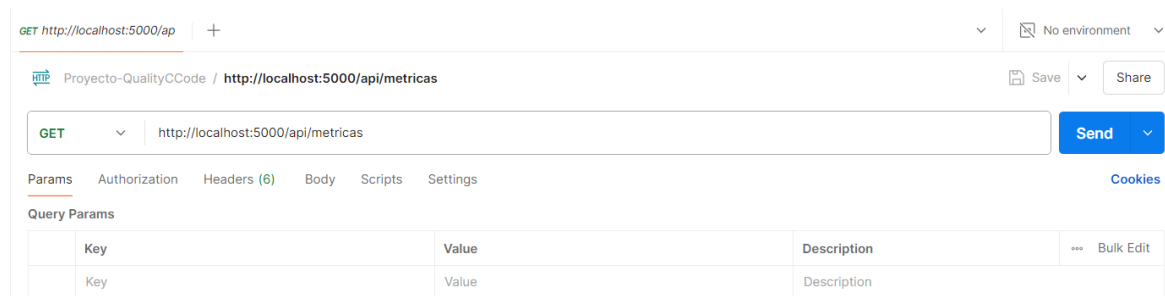 GET http://localhost:5000/ap No environment
HTTP Proyecto-QualityCCode / http://localhost:5000/api/metricas Save Share
GET http://localhost:5000/api/metricas Send
Params Authorization Headers (6) Body Scripts Settings Cookies
Query Params
Key Value Description Bulk Edit
Key Value Description